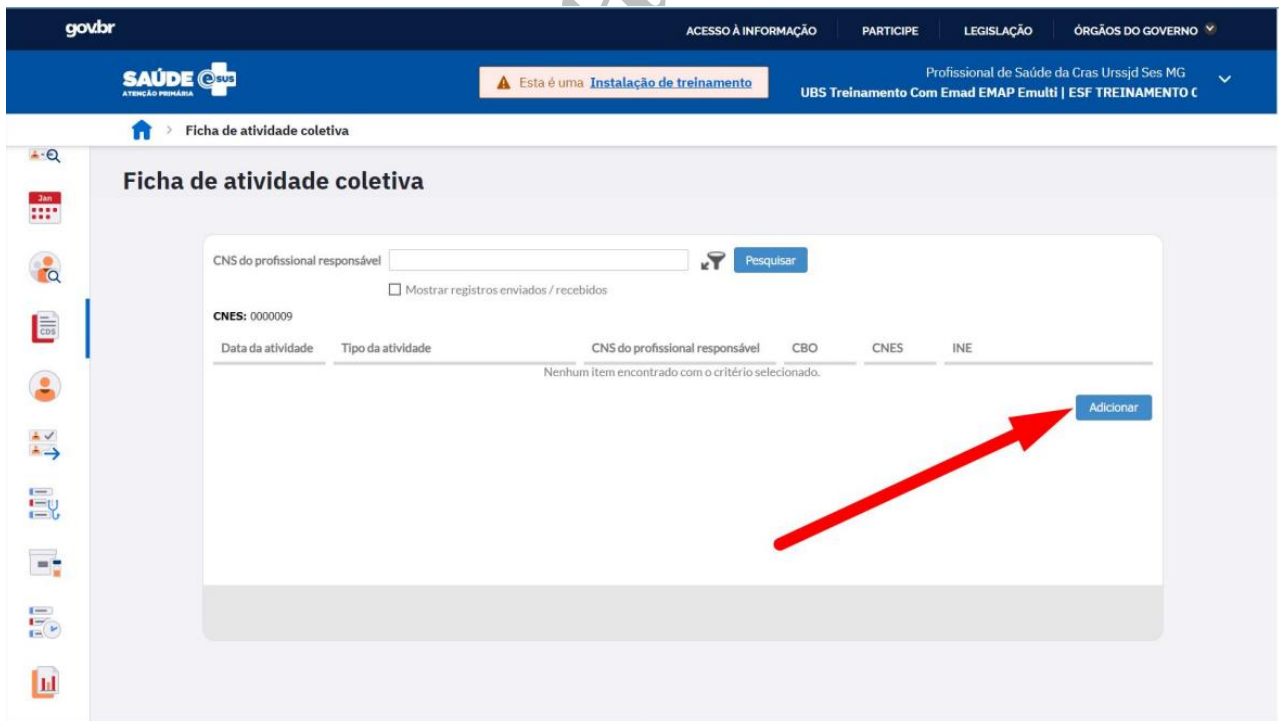 gov.br
ACESSO À INFORMAÇÃO PARTICIPE LEGISLAÇÃO ÓRGÃOS DO GOVERNO
SAÚDE e SUS
ATENÇÃO PRIMÁRIA
Esta é uma Instalação de treinamento
Profissional de Saúde da Cras Urssjd Ses MG
UBS Treinamento Com Emad EMAP Emulti | ESF TREINAMENTO C
Ficha de atividade coletiva
Jan
Ficha de atividade coletiva
CNS do profissional responsável
Pesquisar
Mostrar registros enviados / recebidos
CDS
CNES: 0000009
Data da atividade Tipo da atividade CNS do profissional responsável CBO CNES INE
Nenhum item encontrado com o critério selecionado.
Adicionar